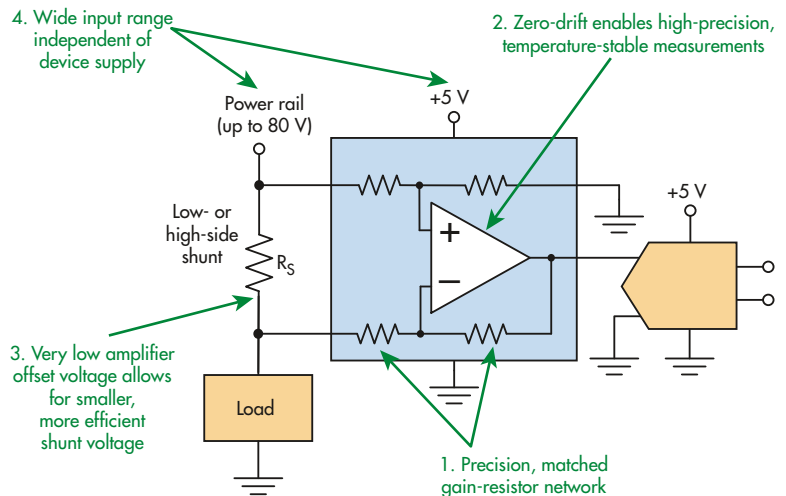 4. Wide input range
independent of
device supply
2. Zero-drift enables high-precision,
temperature-stable measurements
Power rail
(up to 80 V)
+5 V
+5 V
Low- or
high-side
shunt
RS
+
−
3. Very low amplifier
offset voltage allows
for smaller,
more efficient
shunt voltage
Load
1. Precision, matched
gain-resistor network